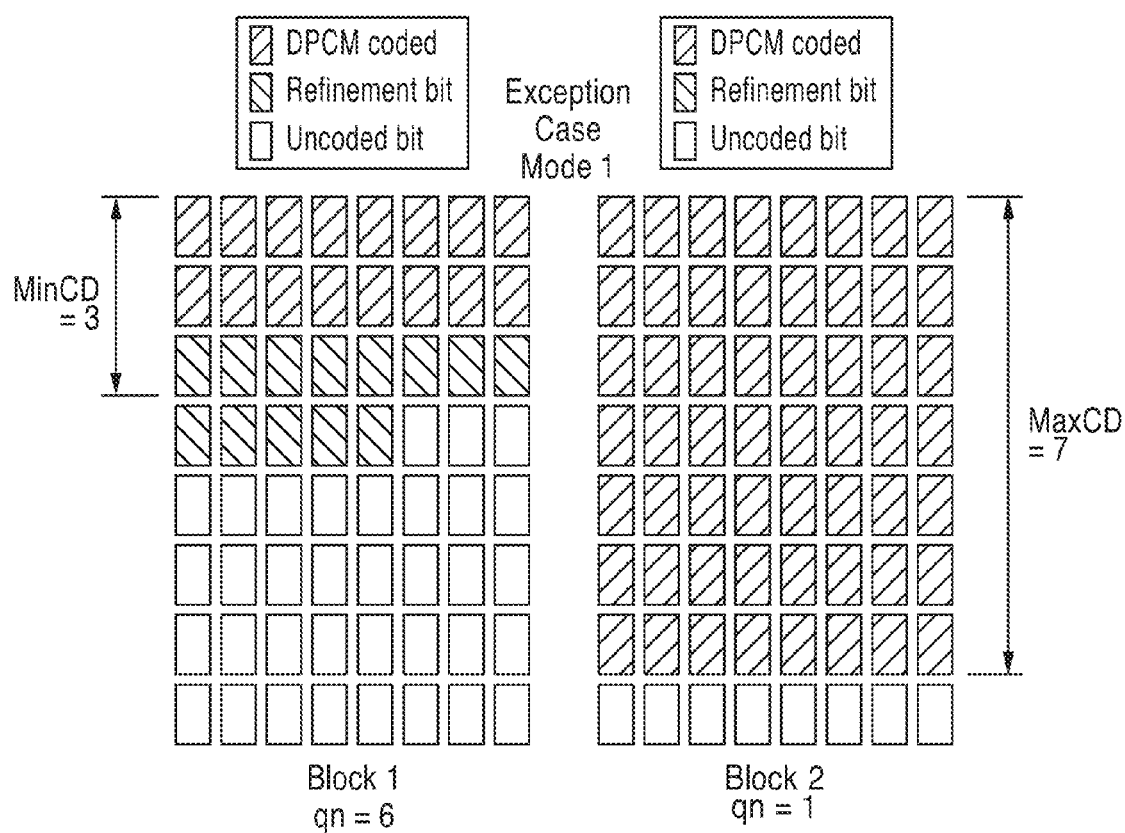 DPCM coded
Refinement bit
Uncoded bit
Exception
Case
Mode 1
DPCM coded
Refinement bit
Uncoded bit
MinCD
= 3
MaxCD
= 7
Block 1
qn = 6
Block 2
qn = 1